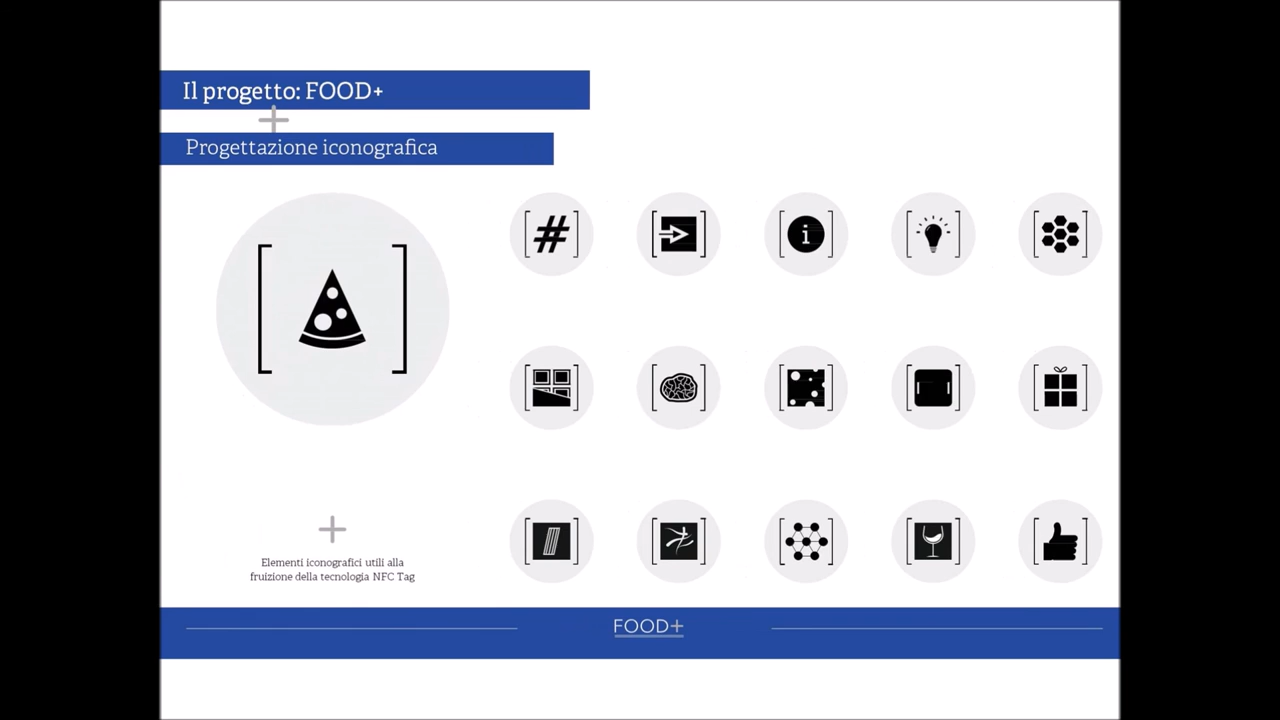 Il progetto: FOOD+
Progettazione iconografica
Elementi iconografici utili alla
fruizione della tecnologia NFC Tag
FOOD+